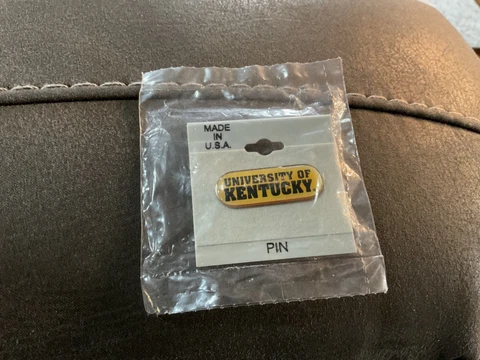 MADE
IN
U.S.A.
UNIVERSITY OF
KENTUCKY.
PIN